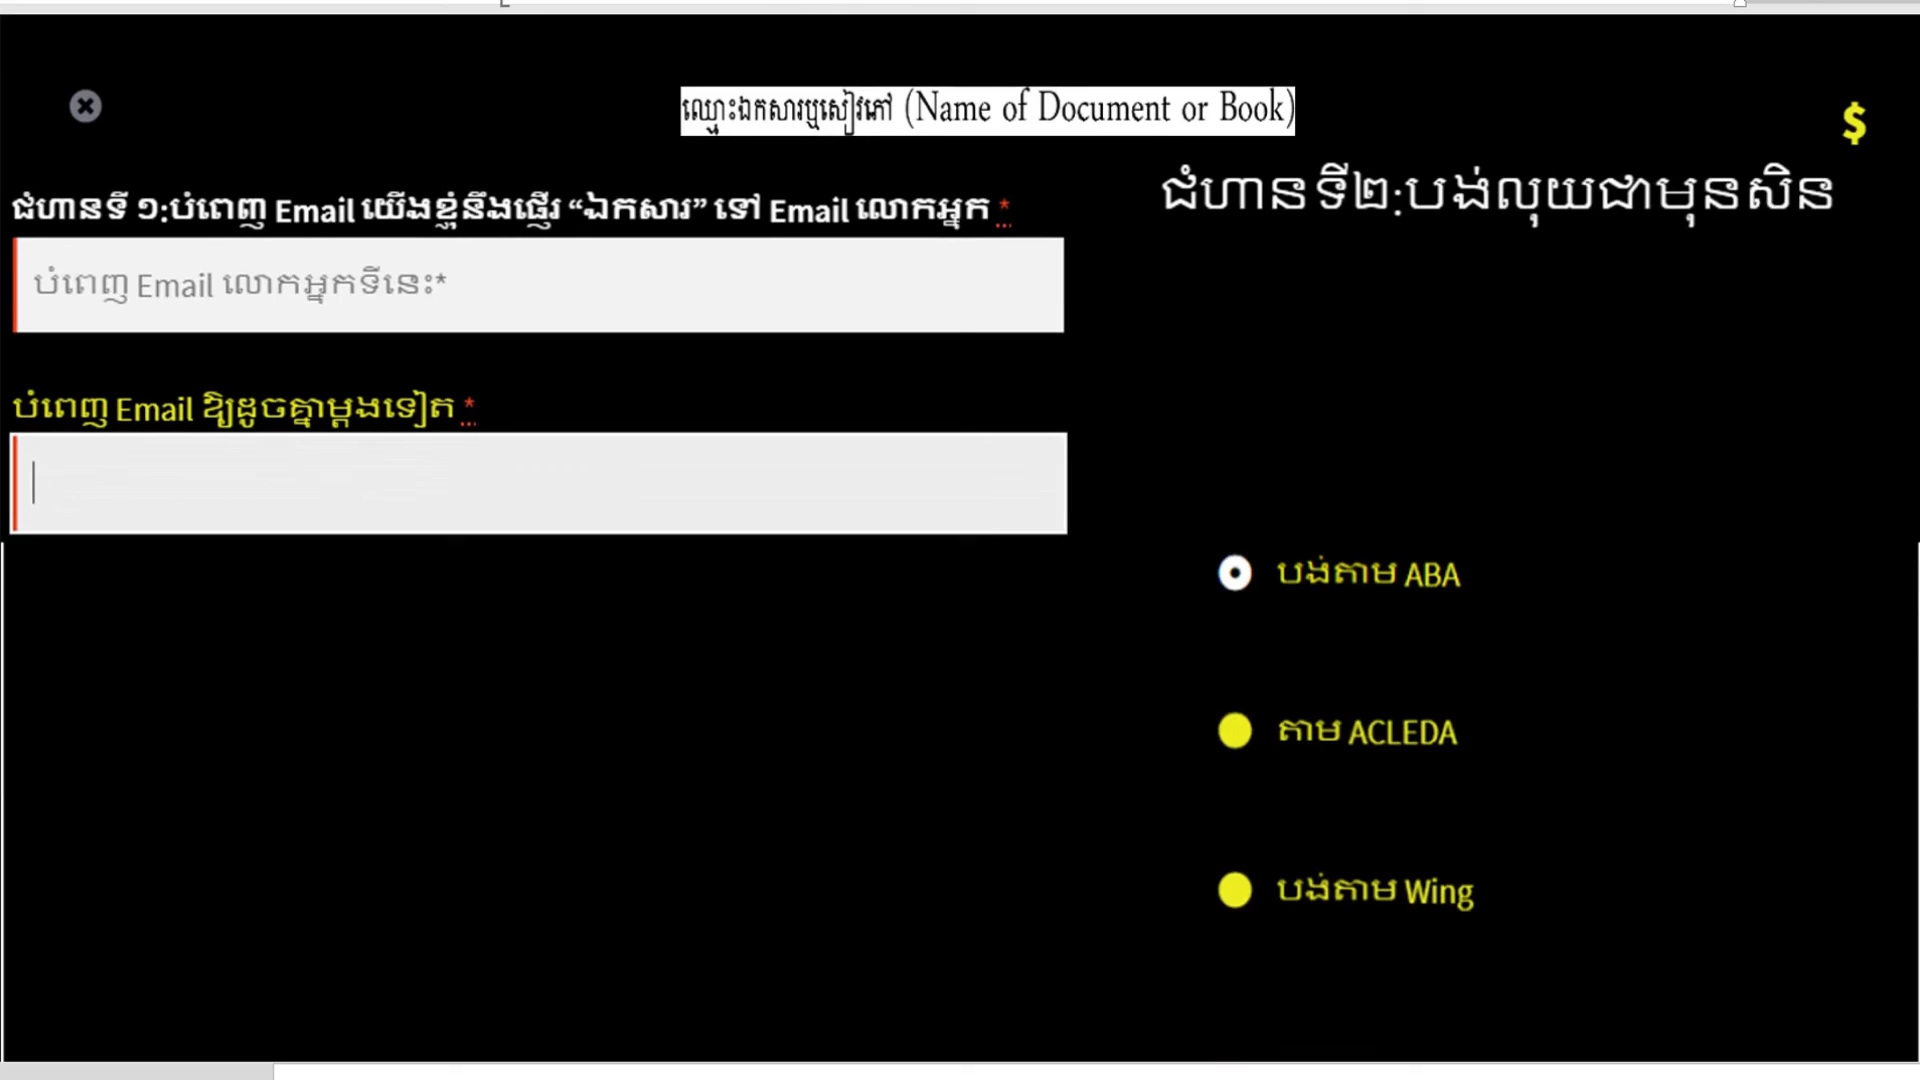 ឈ្មោះឯកសារឬសៀវភៅ (Name of Document or Book)
$
ជំហានទី ១:បំពេញ Email យើងខ្ញុំនឹងផ្ញើរ “ឯកសារ” ទៅ Email លោកអ្នក *
បំពេញ Email លោកអ្នកទីនេះ*
បំពេញ Email ឱ្យដូចគ្នាម្តងទៀត *
ជំហានទី២:បង់លុយជាមុនសិន
បង់តាម ABA
តាម ACLEDA
បង់តាម Wing